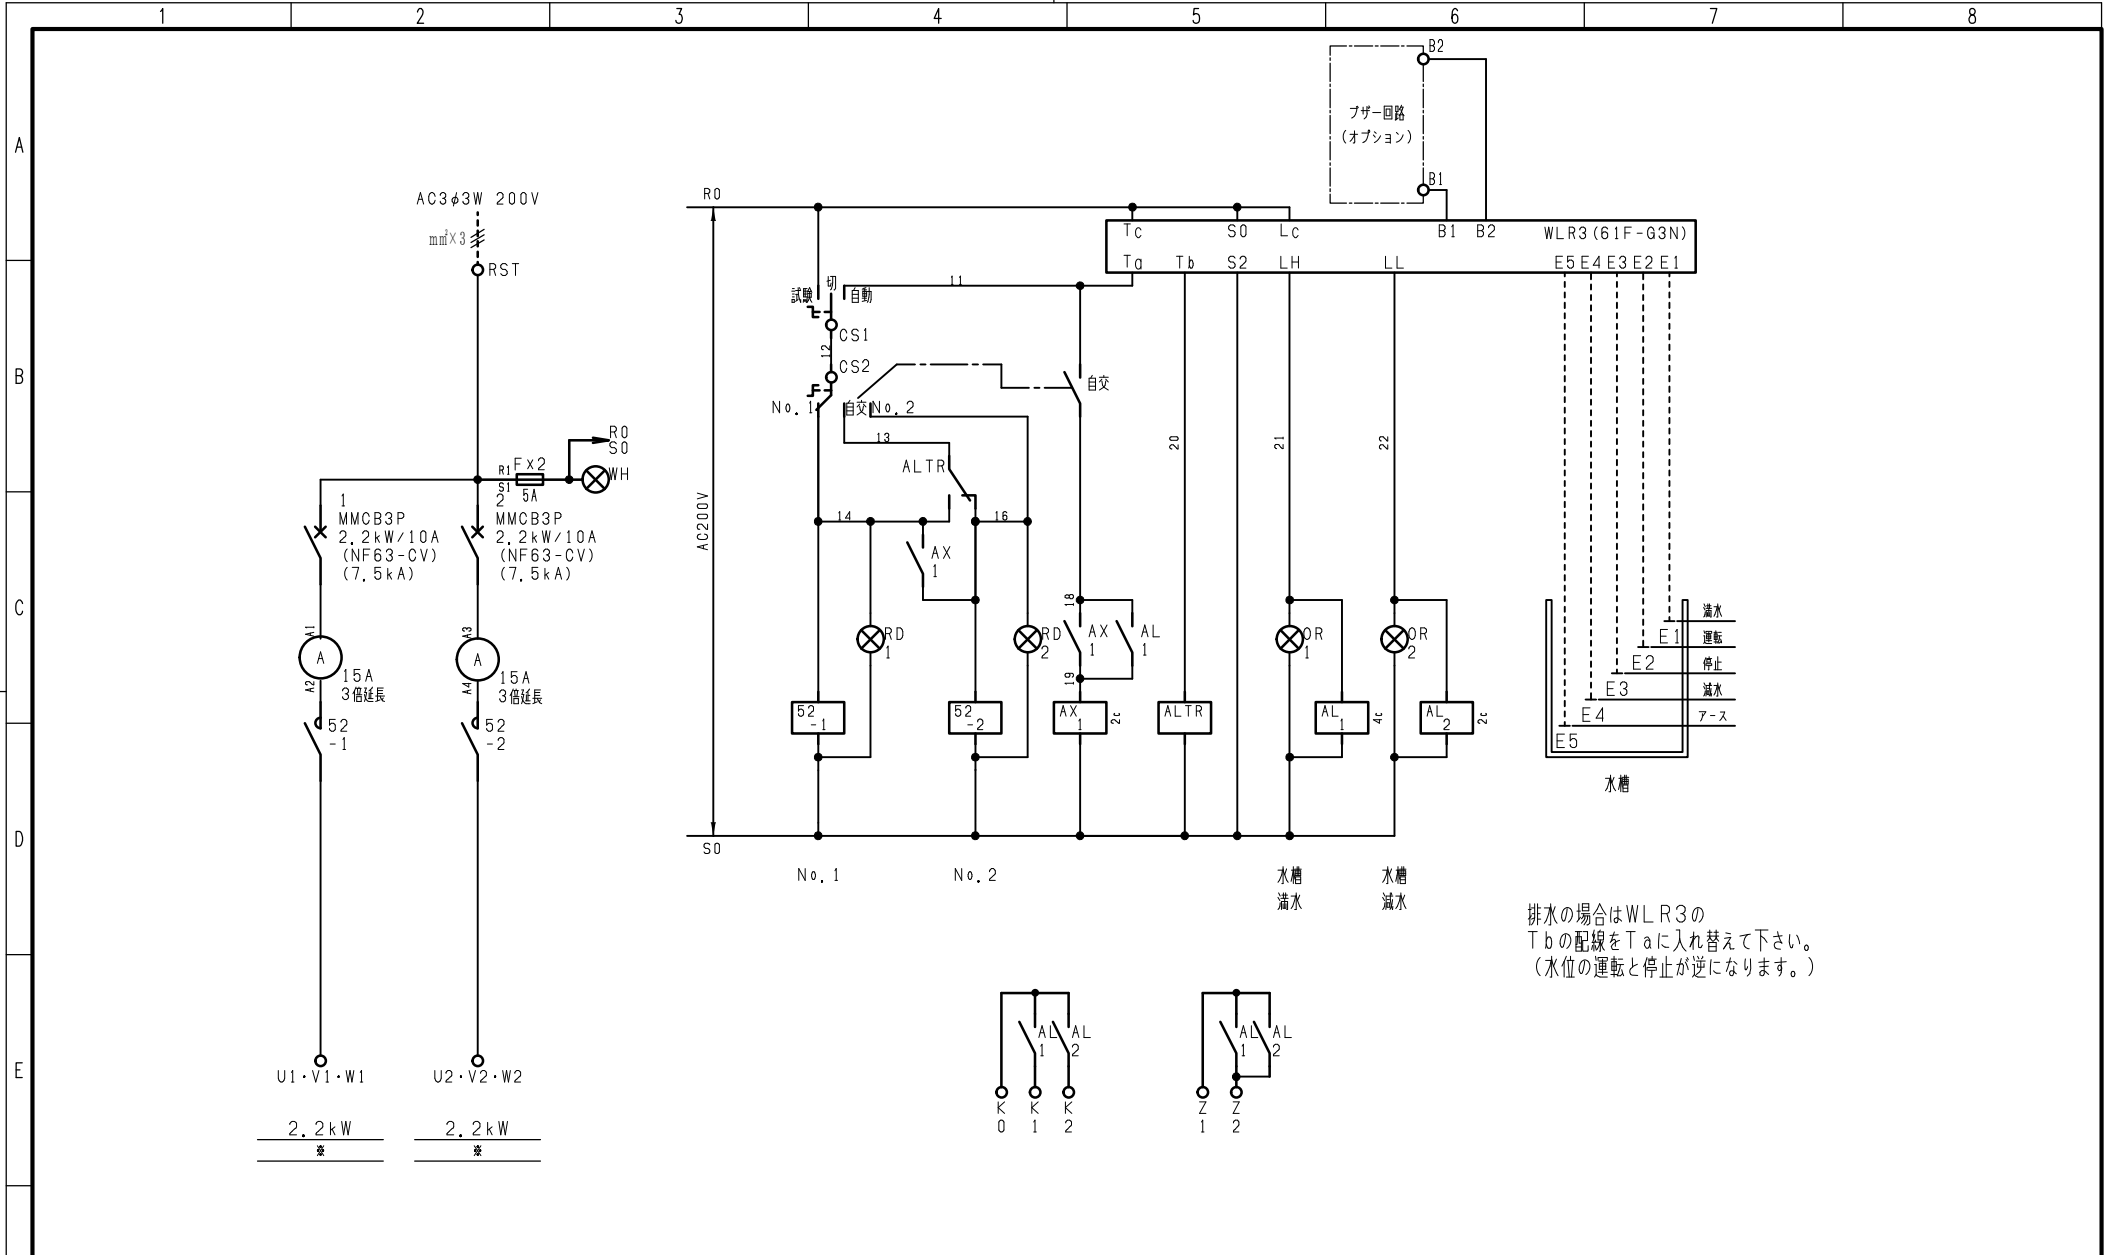 1 2 3 4 5 6 7 8
A
B
C
D
E
B2
ブザー回路
(オプション)
B1
AC3φ3W 200V
mm²×3
RST
R0
S0
R1
S1
F×2
5A
WH
1
MMCB3P
2.2kW/10A
(NF63-CV)
(7.5kA)
2
MMCB3P
2.2kW/10A
(NF63-CV)
(7.5kA)
A1
A
A2
15A
3倍延長
A3
A
A4
15A
3倍延長
52
-1
52
-2
U1・V1・W1
U2・V2・W2
2.2kW
※
2.2kW
※
R0
AC200V
S0
Tc S0 Lc B1 B2 WLR3(61F-G3N)
Ta Tb S2 LH LL E5 E4 E3 E2 E1
試験 切 自動
11
CS1
12
CS2
No.1 自交 No.2
自交
13
ALTR
14
16
20
21
22
AX
1
18
RD
1
RD
2
AX
1
AL
1
OR
1
OR
2
19
52
-1
52
-2
AX
1
2c
ALTR
AL
1
4c
AL
2
2c
満水
E1 運転
E2 停止
E3 減水
E4 アース
E5
水槽
No.1
No.2
水槽
満水
水槽
減水
排水の場合はWLR3の
Tbの配線をTaに入れ替えて下さい。
(水位の運転と停止が逆になります。)
AL
1
AL
2
K
0
K
1
K
2
AL
1
AL
2
Z
1
Z
2